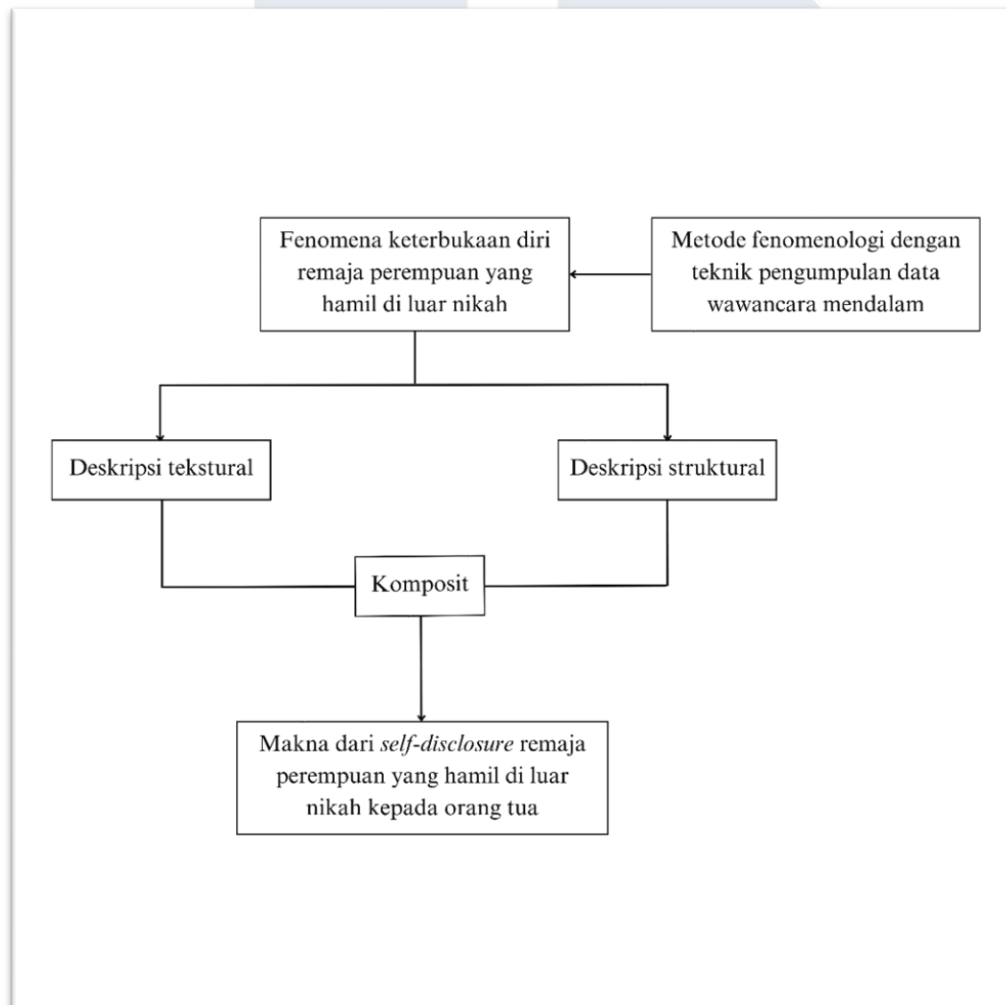 Fenomena keterbukaan diri
remaja perempuan yang
hamil di luar nikah
Metode fenomenologi dengan
teknik pengumpulan data
wawancara mendalam
Deskripsi tekstural
Deskripsi struktural
Komposit
Makna dari self-disclosure remaja
perempuan yang hamil di luar
nikah kepada orang tua